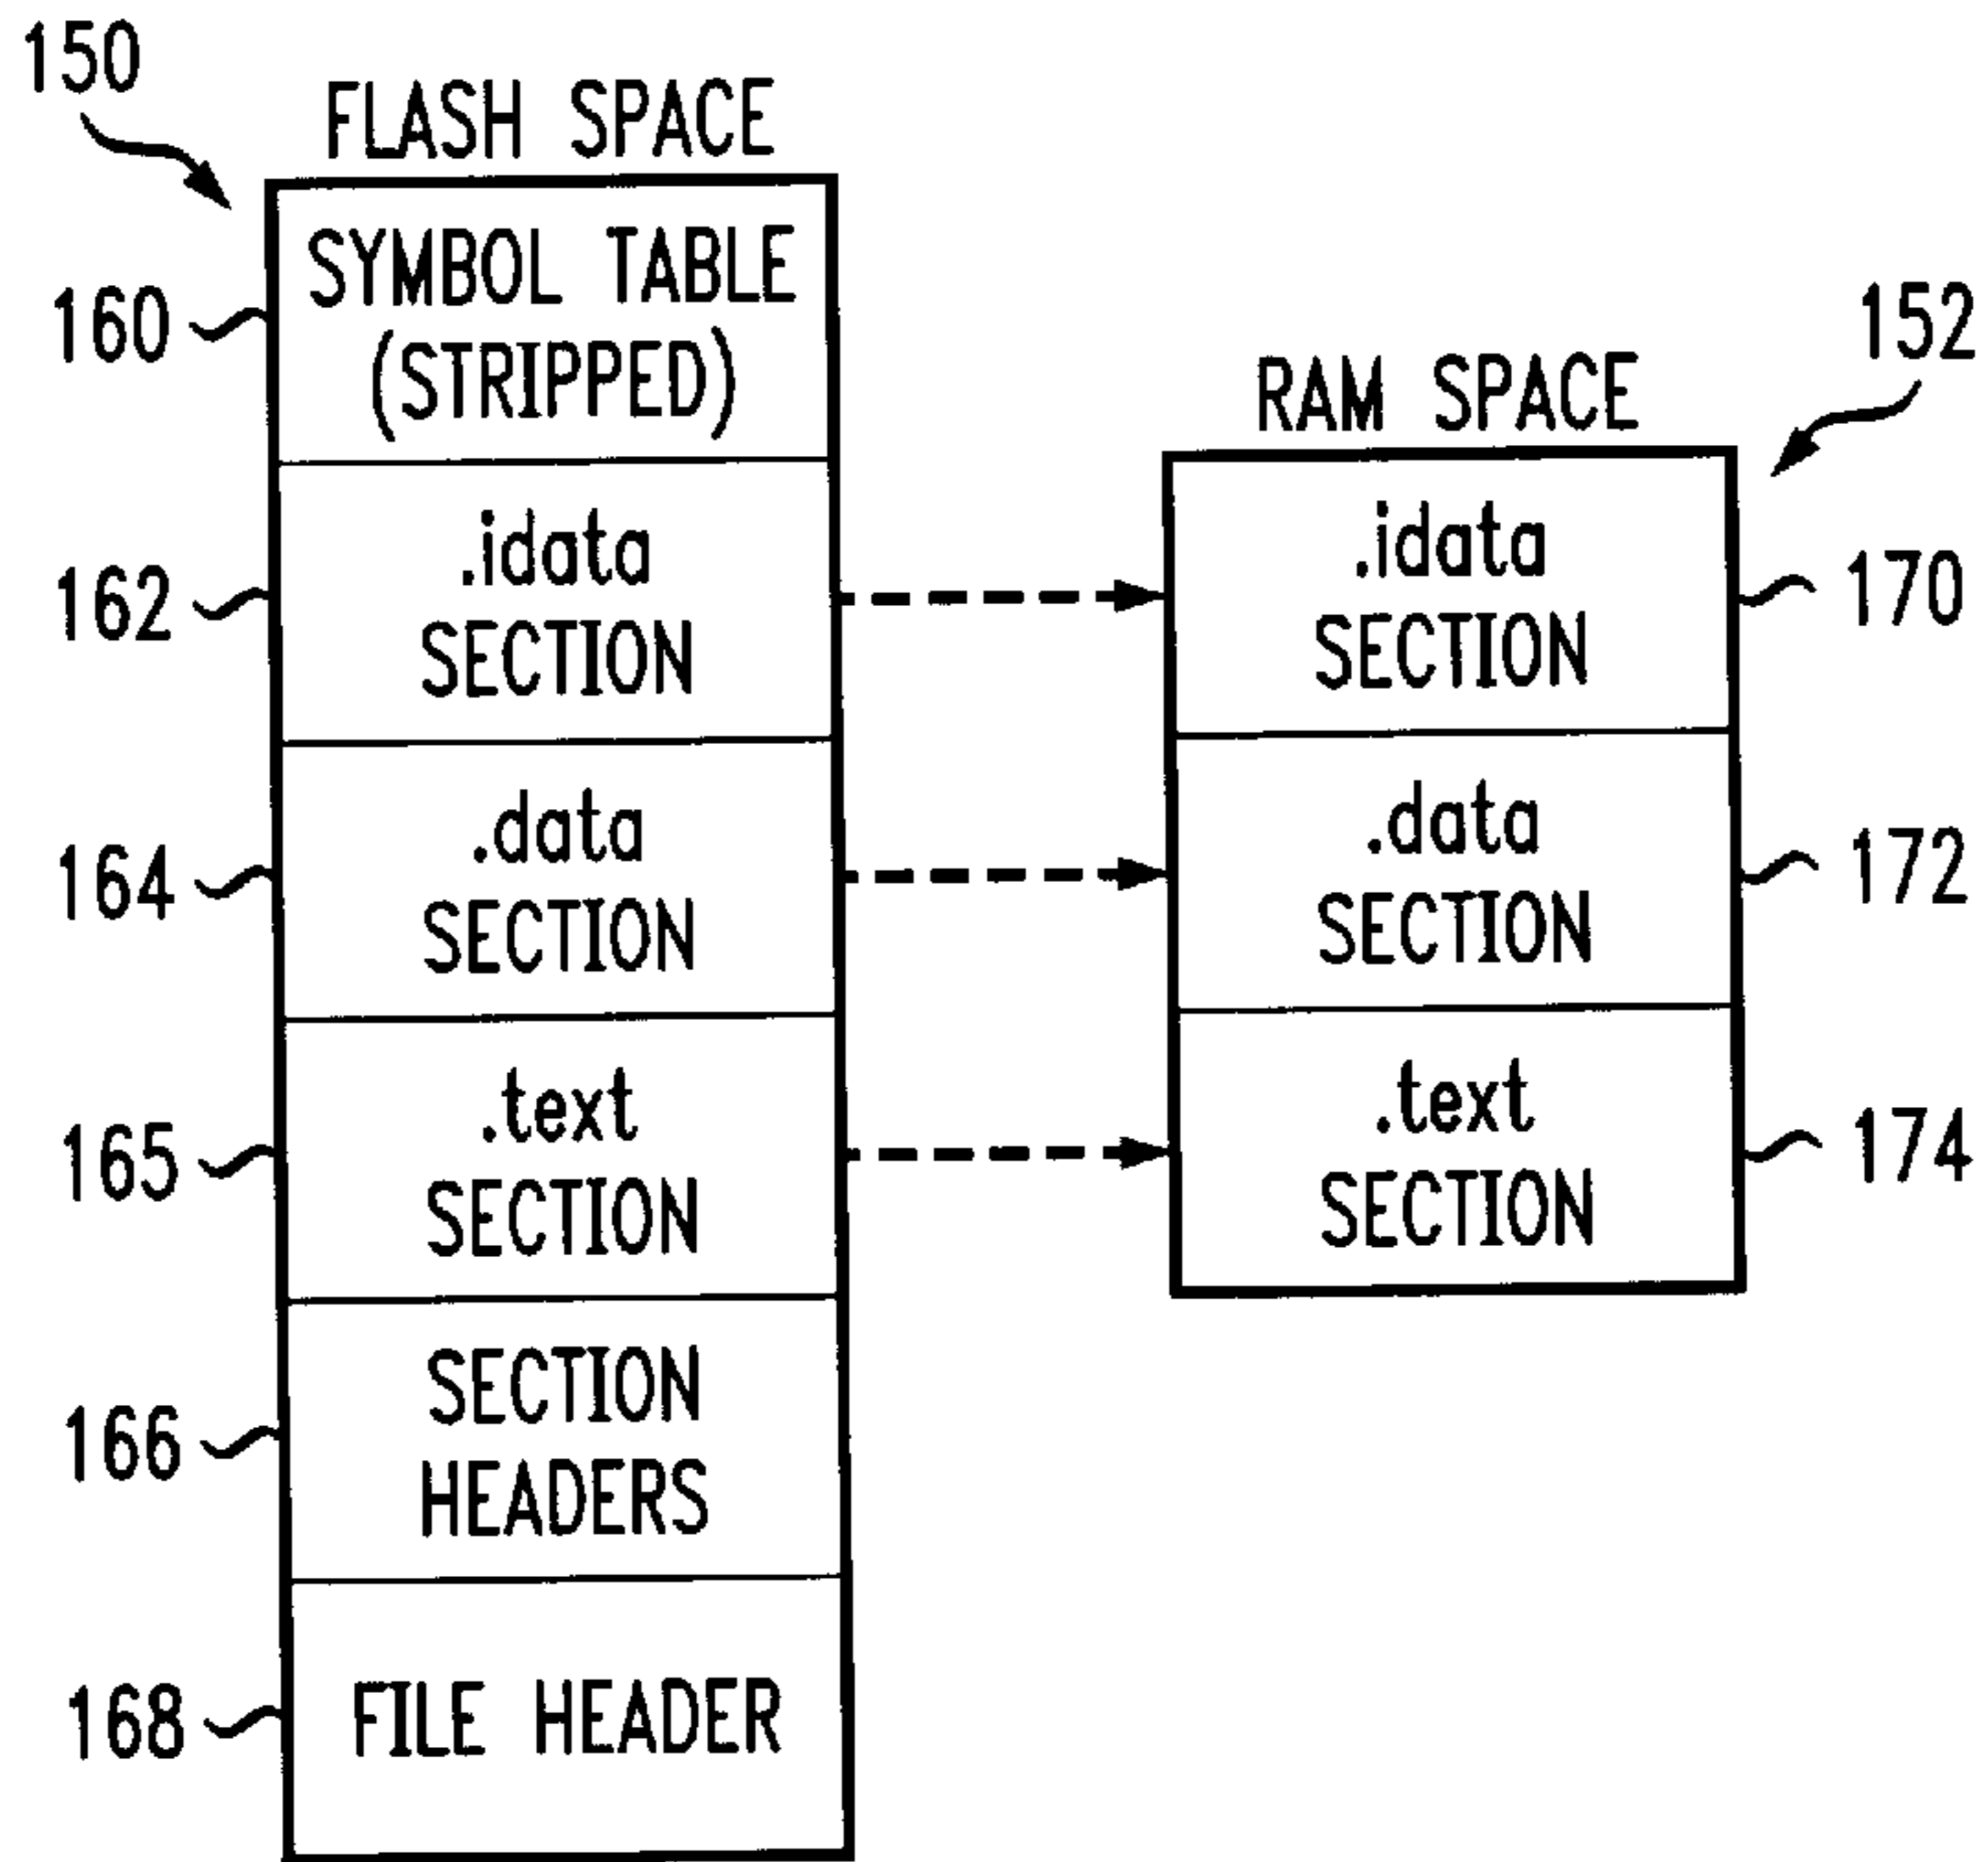 150
FLASH SPACE
160
SYMBOL TABLE
(STRIPPED)
162
.idata
SECTION
164
.data
SECTION
165
.text
SECTION
166
SECTION
HEADERS
168
FILE HEADER
152
RAM SPACE
.idata
SECTION
170
.data
SECTION
172
.text
SECTION
174